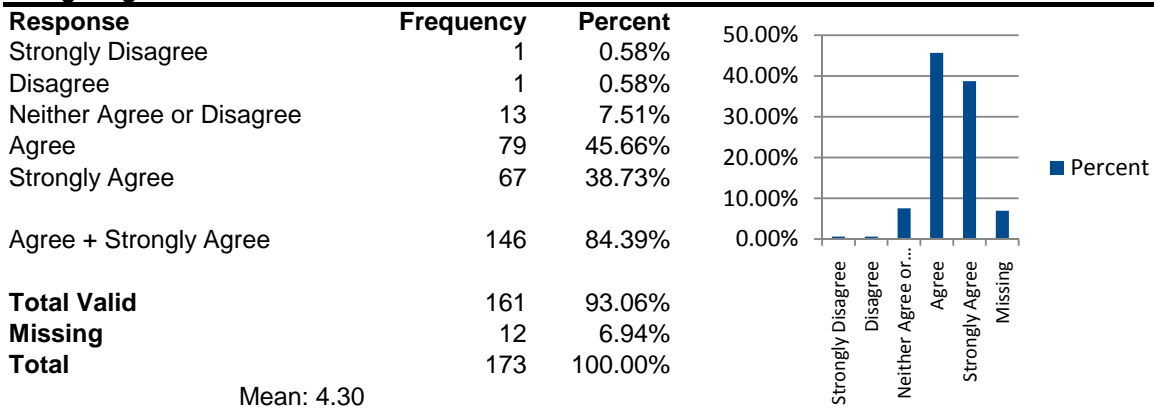 Response Frequency Percent
Strongly Disagree 1 0.58%
Disagree 1 0.58%
Neither Agree or Disagree 13 7.51%
Agree 79 45.66%
Strongly Agree 67 38.73%
Agree + Strongly Agree 146 84.39%
Total Valid 161 93.06%
Missing 12 6.94%
Total 173 100.00%
Mean: 4.30
50.00%
40.00%
30.00%
20.00%
10.00%
0.00%
Strongly Disagree
Disagree
Neither Agree or...
Agree
Strongly Agree
Missing
Percent